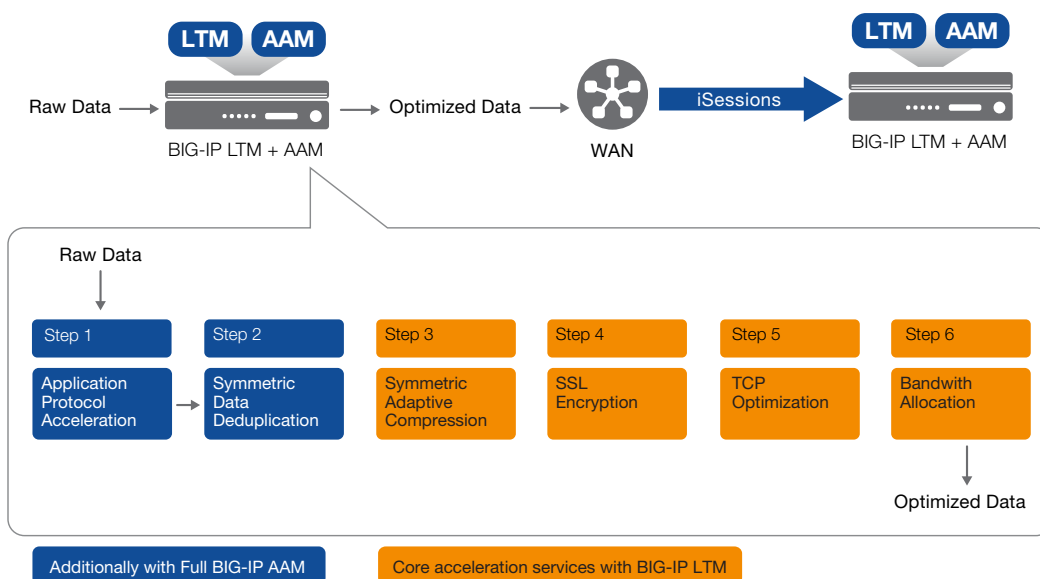 LTM AAM
LTM AAM
Raw Data
Optimized Data
iSessions
BIG-IP LTM + AAM
WAN
BIG-IP LTM + AAM
Raw Data
Step 1
Step 2
Step 3
Step 4
Step 5
Step 6
Application
Protocol
Acceleration
Symmetric
Data
Deduplication
Symmetric
Adaptive
Compression
SSL
Encryption
TCP
Optimization
Bandwith
Allocation
Optimized Data
Additionally with Full BIG-IP AAM
Core acceleration services with BIG-IP LTM